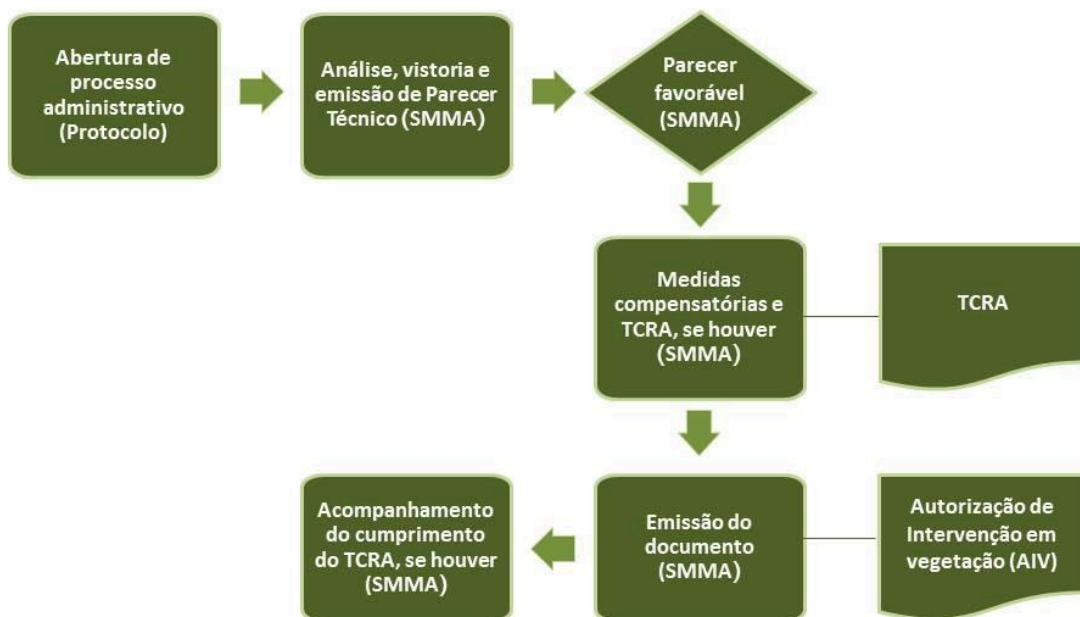 Abertura de
processo
administrativo
(Protocolo)
Análise, vistoria e
emissão de Parecer
Técnico (SMMA)
Parecer
favorável
(SMMA)
Medidas
compensatórias e
TCRA, se houver
(SMMA)
TCRA
Emissão do
documento
(SMMA)
Autorização de
Intervenção em
vegetação (AIV)
Acompanhamento
do cumprimento
do TCRA, se houver
(SMMA)